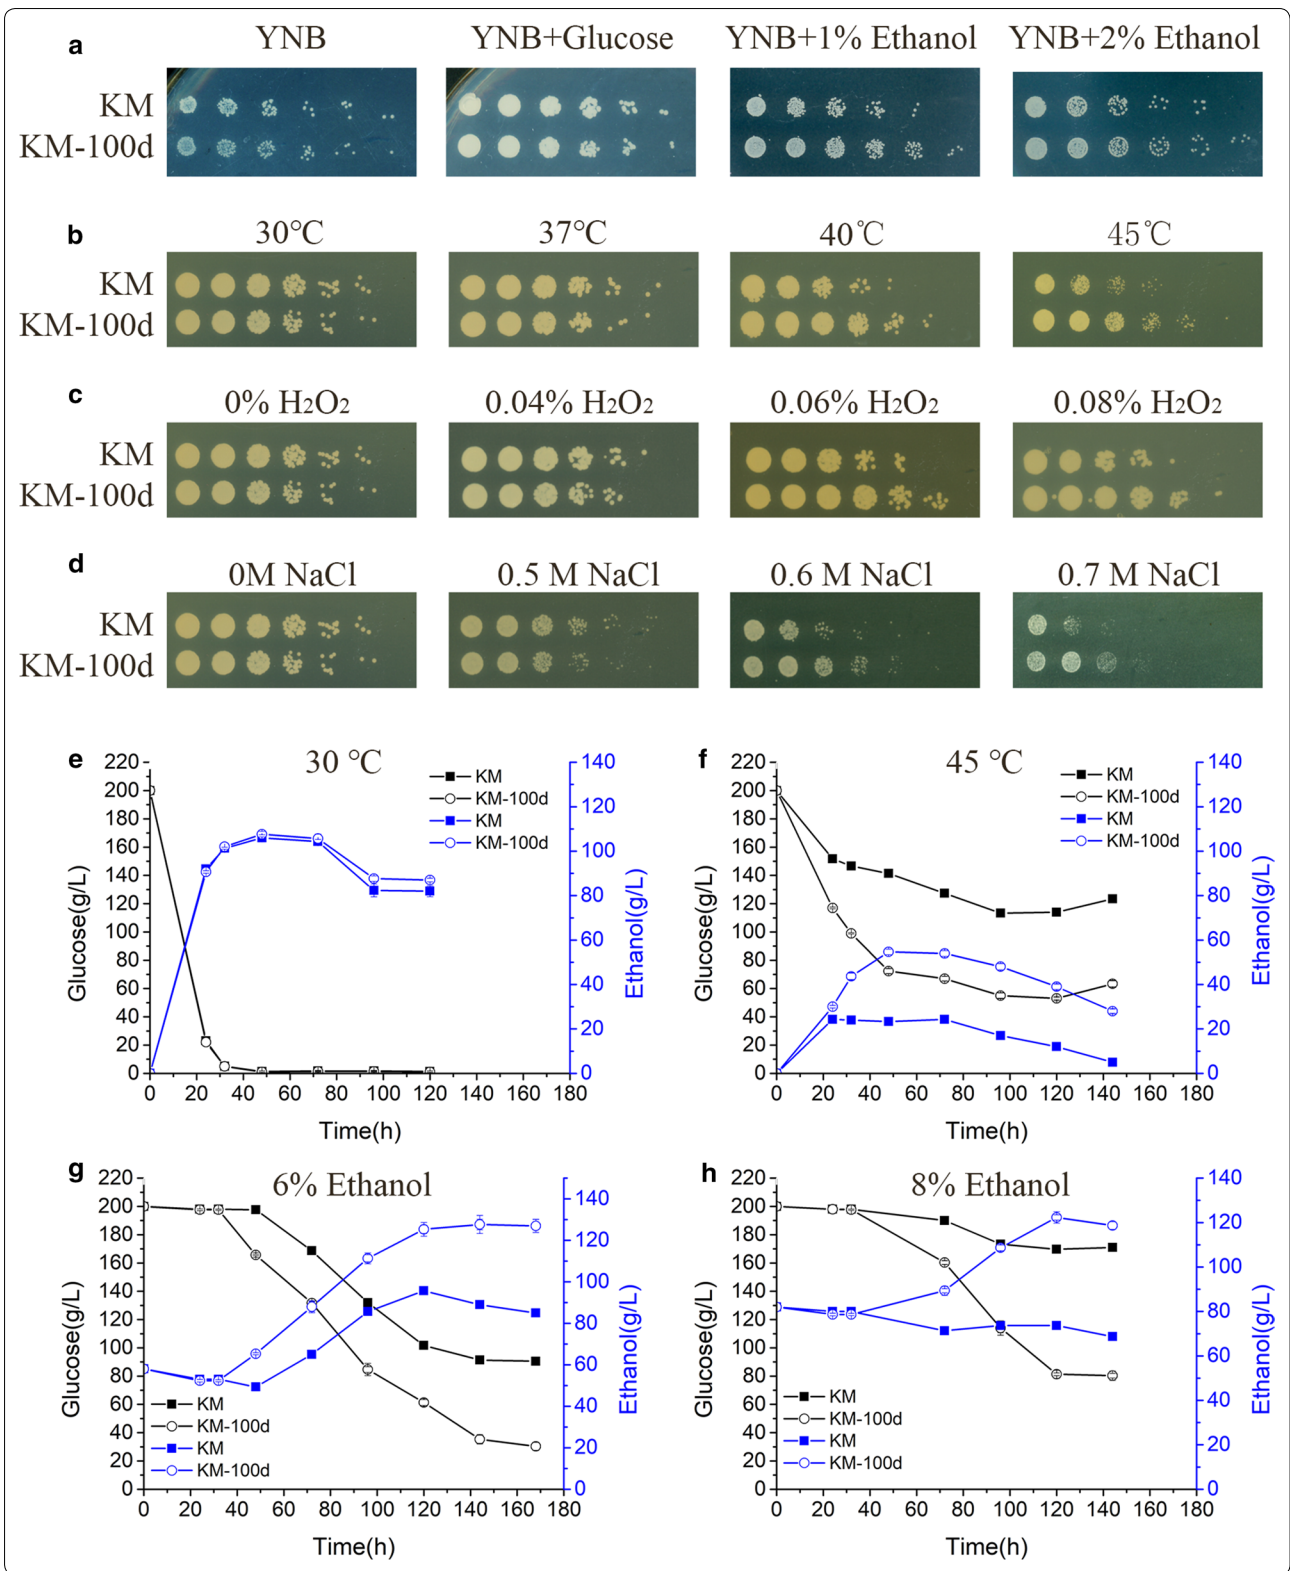 a
YNB
YNB+Glucose
YNB+1% Ethanol
YNB+2% Ethanol
KM
KM-100d
b
30°C
37°C
40℃
45℃
KM
KM-100d
c
0% H2O2
0.04% H2O2
0.06% H2O2
0.08% H2O2
KM
KM-100d
d
0M NaCl
0.5 M NaCl
0.6 M NaCl
0.7 M NaCl
KM
KM-100d
e
30 °C
KM
KM-100d
KM
KM-100d
Glucose(g/L)
220
200
180
160
140
120
100
80
60
40
20
0
Ethanol(g/L)
140
120
100
80
60
40
20
0
0 20 40 60 80 100 120 140 160 180
Time(h)
f
45 °C
KM
KM-100d
KM
KM-100d
Glucose(g/L)
220
200
180
160
140
120
100
80
60
40
20
0
Ethanol(g/L)
140
120
100
80
60
40
20
0
0 20 40 60 80 100 120 140 160 180
Time(h)
g
6% Ethanol
KM
KM-100d
KM
KM-100d
Glucose(g/L)
220
200
180
160
140
120
100
80
60
40
20
0
Ethanol(g/L)
140
120
100
80
60
40
20
0
0 20 40 60 80 100 120 140 160 180
Time(h)
h
8% Ethanol
KM
KM-100d
KM
KM-100d
Glucose(g/L)
220
200
180
160
140
120
100
80
60
40
20
0
Ethanol(g/L)
140
120
100
80
60
40
20
0
0 20 40 60 80 100 120 140 160 180
Time(h)